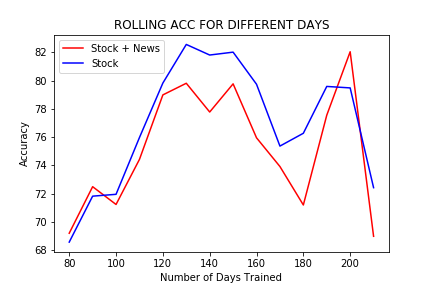 ROLLING ACC FOR DIFFERENT DAYS
Stock + News
Stock
Accuracy
82
80
78
76
74
72
70
68
80 100 120 140 160 180 200
Number of Days Trained